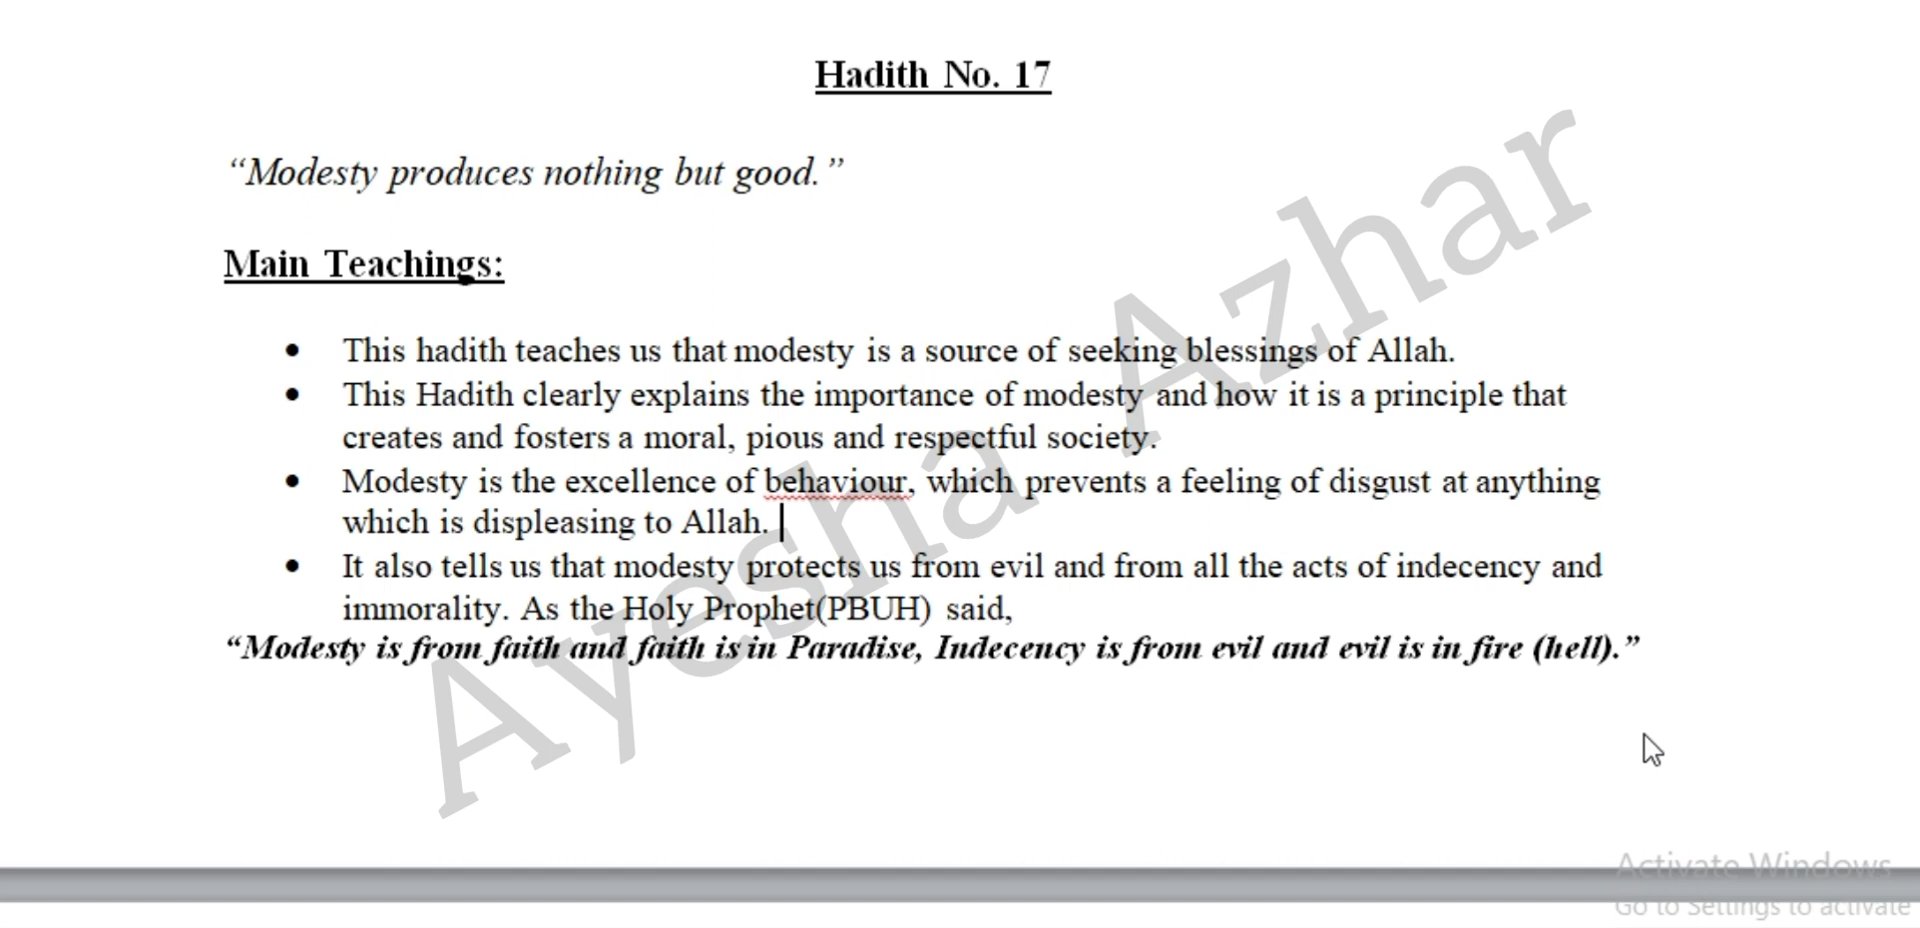 Hadith No. 17
“Modesty produces nothing but good.”
Main Teachings:
• This hadith teaches us that modesty is a source of seeking blessings of Allah.
• This Hadith clearly explains the importance of modesty and how it is a principle that
creates and fosters a moral, pious and respectful society.
• Modesty is the excellence of behaviour, which prevents a feeling of disgust at anything
which is displeasing to Allah.
• It also tells us that modesty protects us from evil and from all the acts of indecency and
immorality. As the Holy Prophet(PBUH) said,
“Modesty is from faith and faith is in Paradise, Indecency is from evil and evil is in fire (hell).”
Ayesha Azhar
Activate Windows
Go to Settings to activate